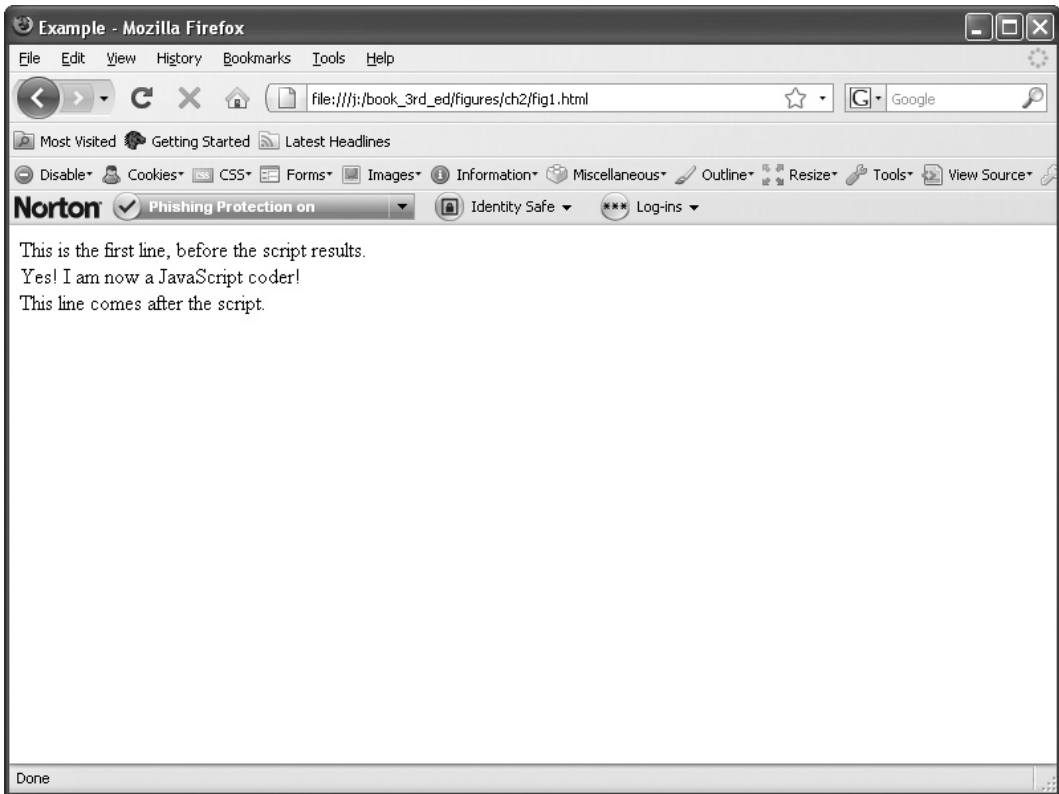 Example - Mozilla Firefox
File Edit View History Bookmarks Tools Help
file:///j:/book_3rd_ed/figures/ch2/fig1.html G Google
Most Visited Getting Started Latest Headlines
Disable Cookies CSS CSS Forms Images Information Miscellaneous Outline Resize Tools View Source
Norton Phishing Protection on Identity Safe *** Log-ins
This is the first line, before the script results.
Yes! I am now a JavaScript coder!
This line comes after the script.
Done